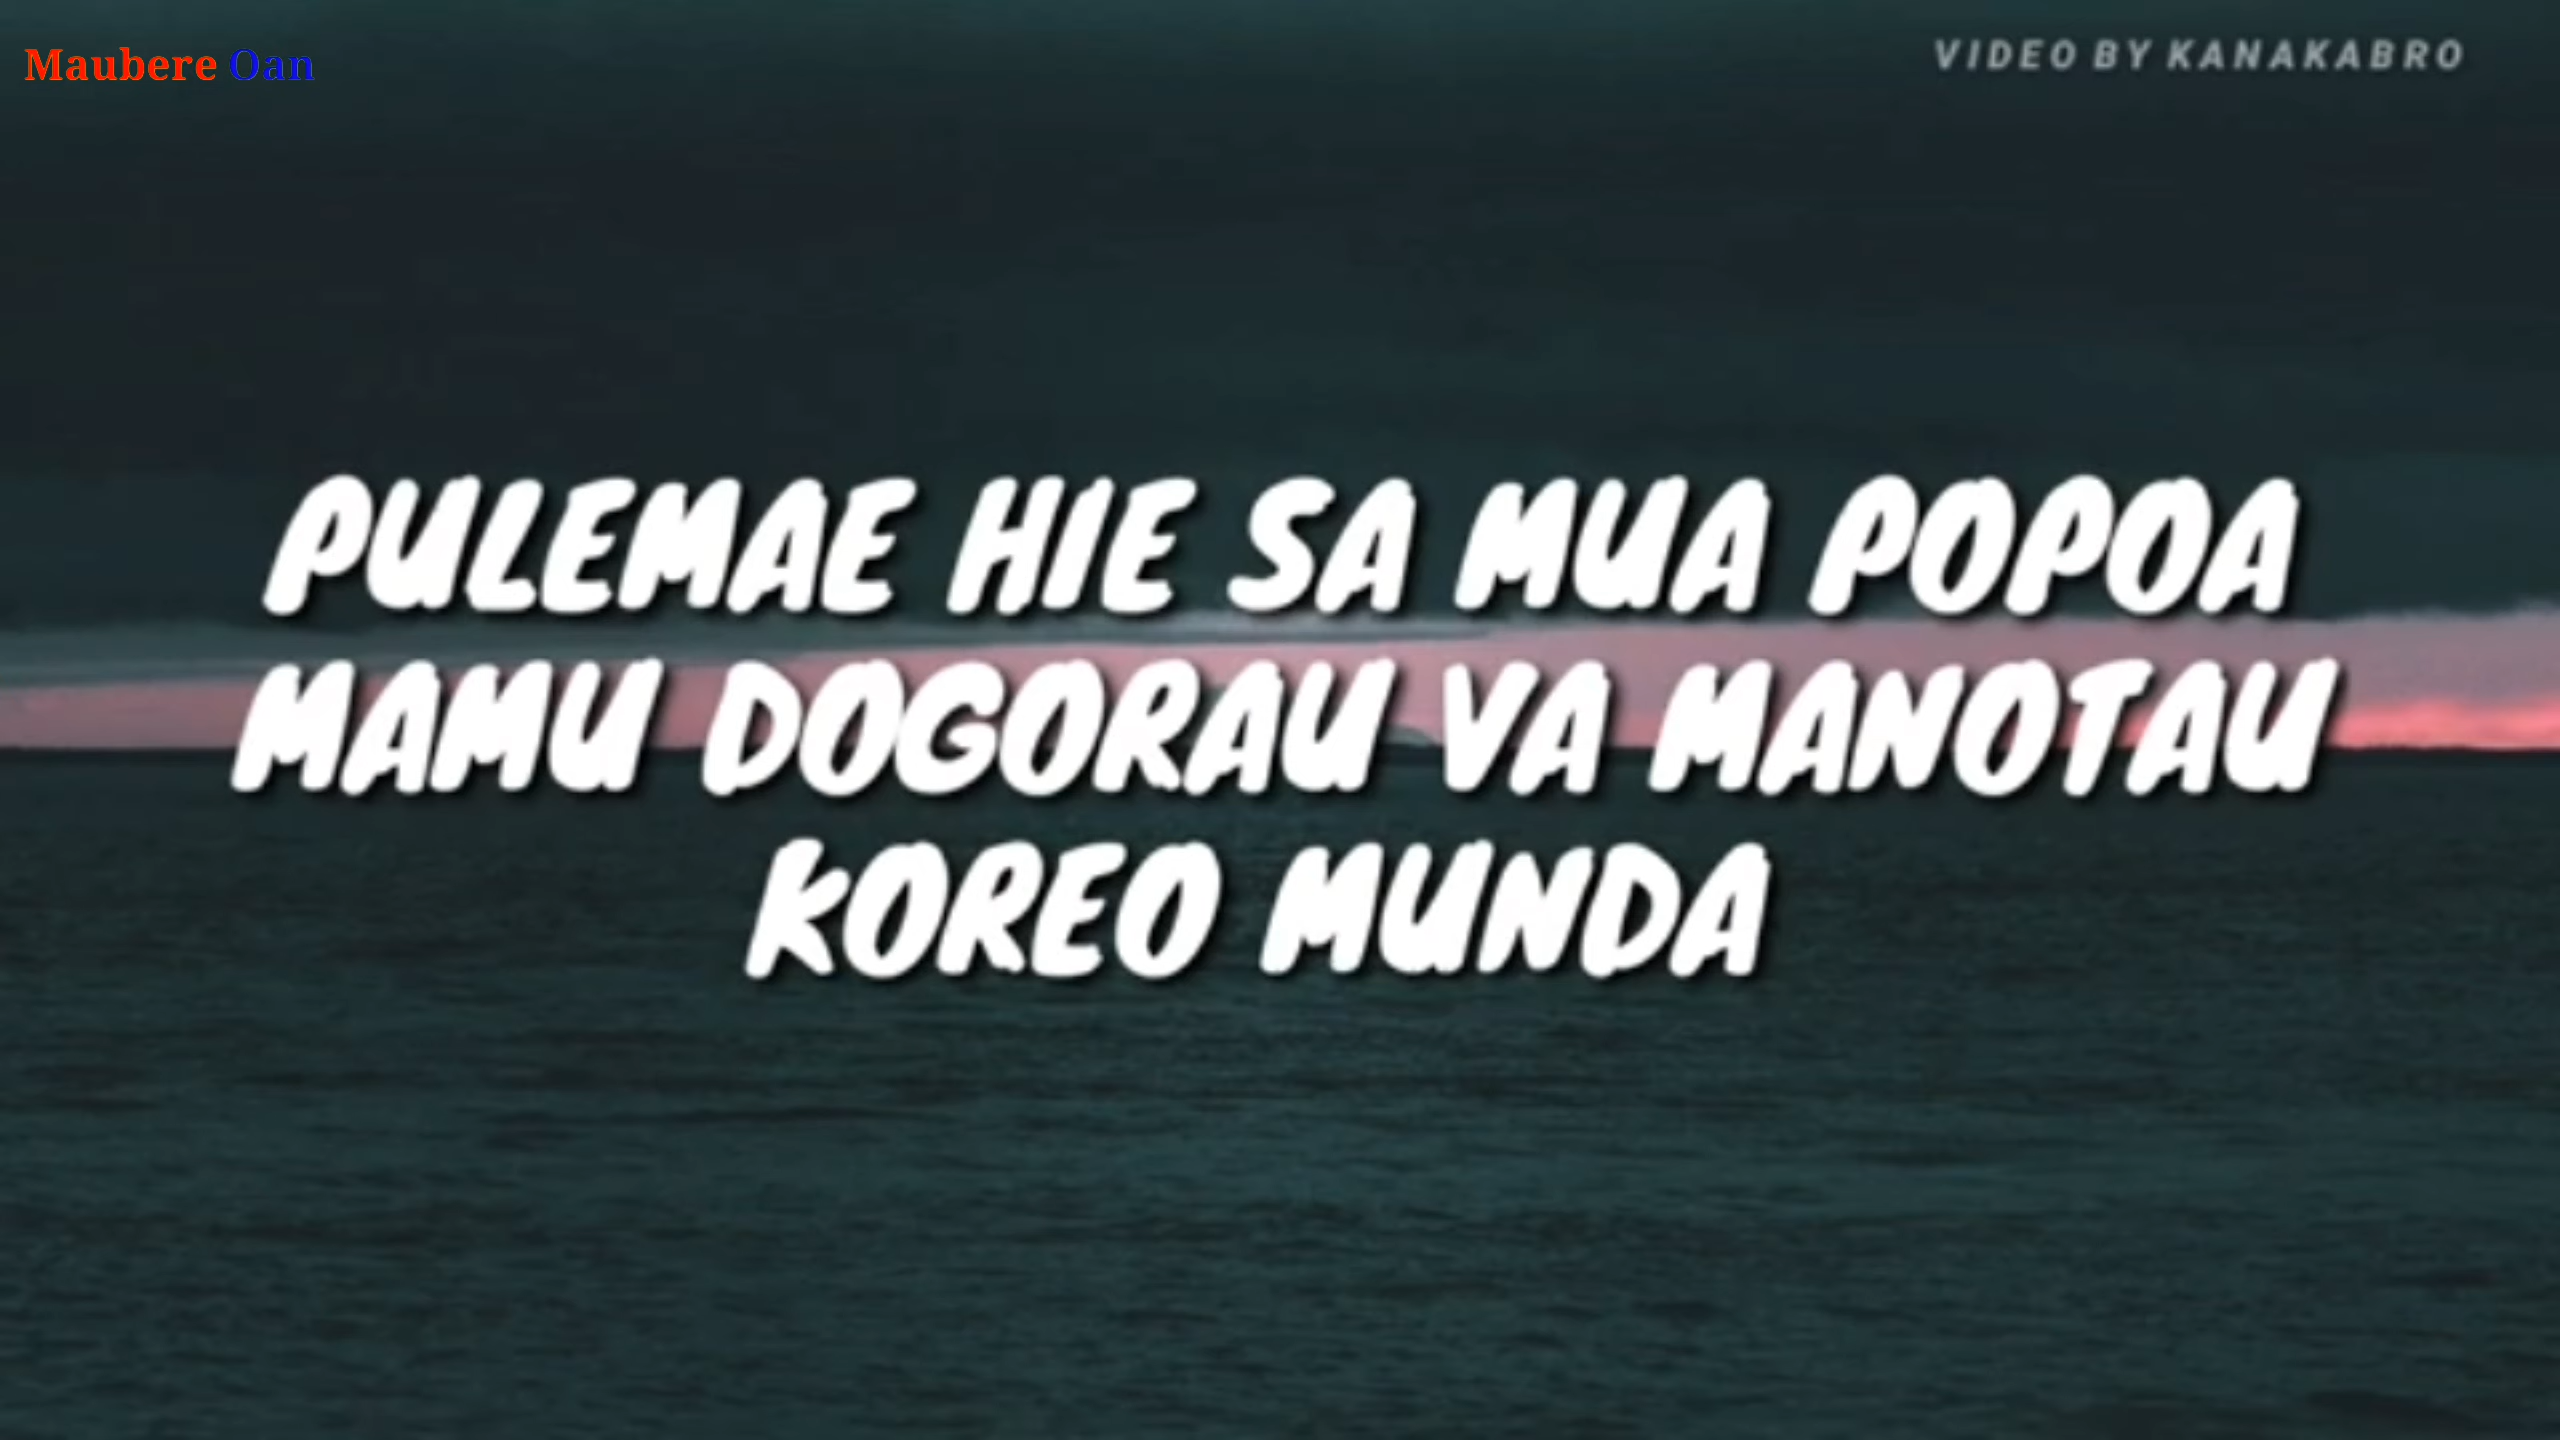 Maubere Oan
VIDEO BY KANAKABRO
PULEMAE HIE SA MUA POPOA
MAMU DOGORAU VA MANOTAU
KOREO MUNDA